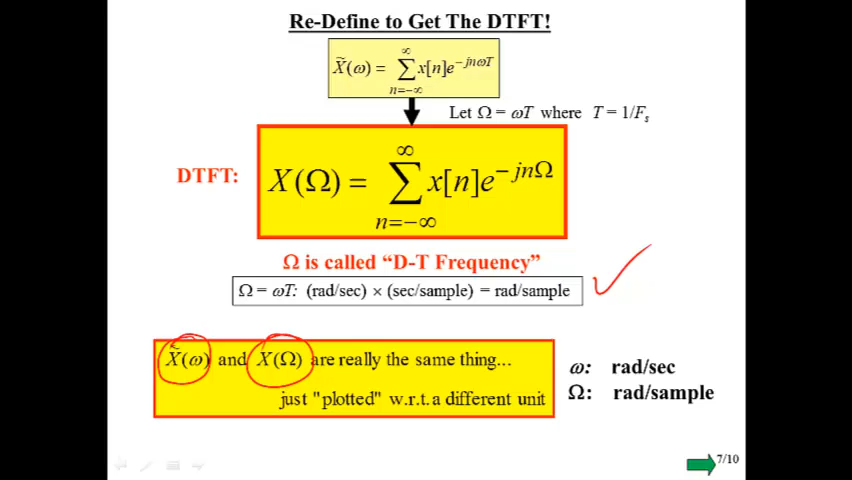 Re-Define to Get The DTFT!
X̃(ω) = ∑_{n=−∞}^{∞} x[n]e^{−jnωT}
Let Ω = ωT where T = 1/F_s
DTFT: X(Ω) = ∑_{n=−∞}^{∞} x[n]e^{−jnΩ}
Ω is called “D-T Frequency”
Ω = ωT: (rad/sec) × (sec/sample) = rad/sample
X̃(ω) and X(Ω) are really the same thing...
just "plotted" w.r.t. a different unit
ω: rad/sec
Ω: rad/sample
7/10